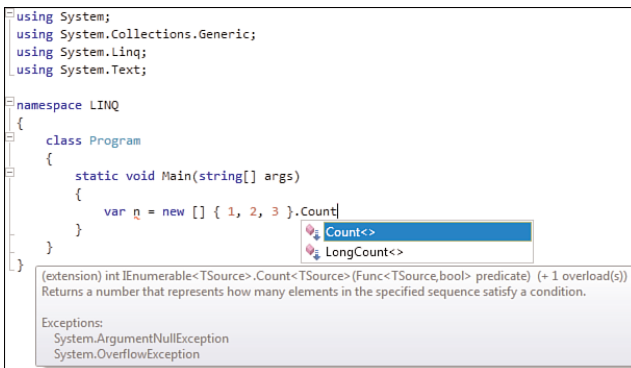 using System;
using System.Collections.Generic;
using System.Linq;
using System.Text;
namespace LINQ
{
class Program
{
static void Main(string[] args)
{
var n = new [] { 1, 2, 3 }.Count
}
}
}
Count<>
LongCount<>
(extension) int IEnumerable<TSource>.Count<TSource>(Func<TSource,bool> predicate) (+ 1 overload(s))
Returns a number that represents how many elements in the specified sequence satisfy a condition.
Exceptions:
System.ArgumentNullException
System.OverflowException